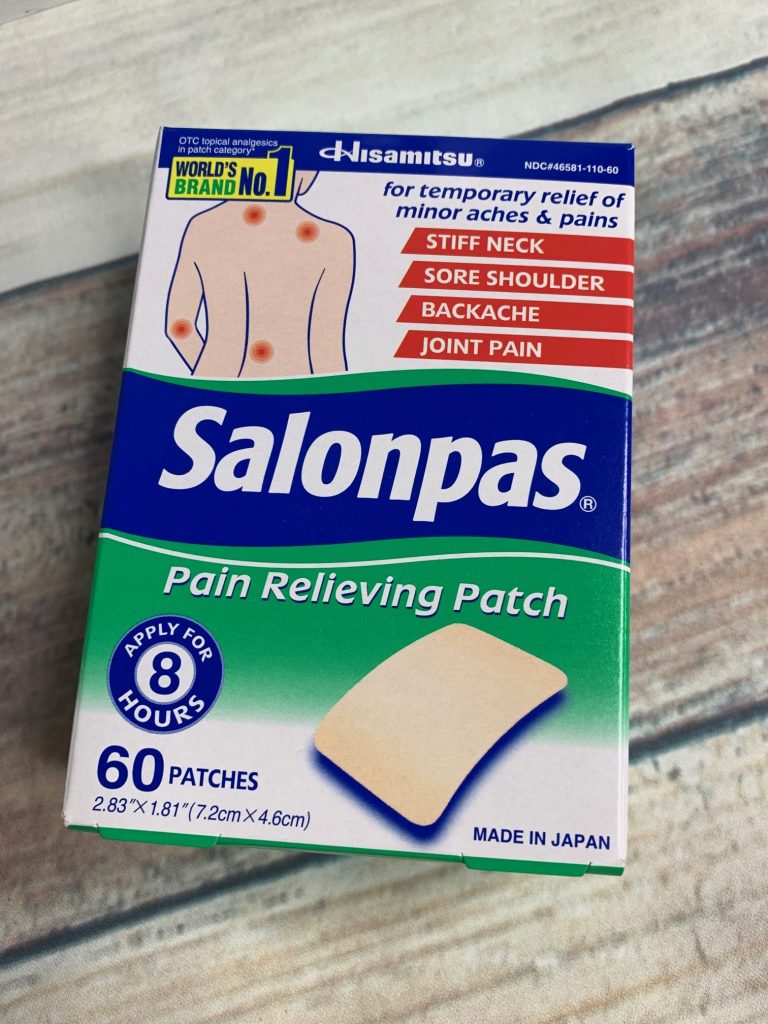 OTC topical analgesics
in patch category*
WORLD'S
BRAND No.1
Hisamitsu®
NDC#46581-110-60
for temporary relief of
minor aches & pains
STIFF NECK
SORE SHOULDER
BACKACHE
JOINT PAIN
Salonpas®
Pain Relieving Patch
APPLY FOR
8
HOURS
60 PATCHES
2.83"×1.81"(7.2cm×4.6cm)
MADE IN JAPAN